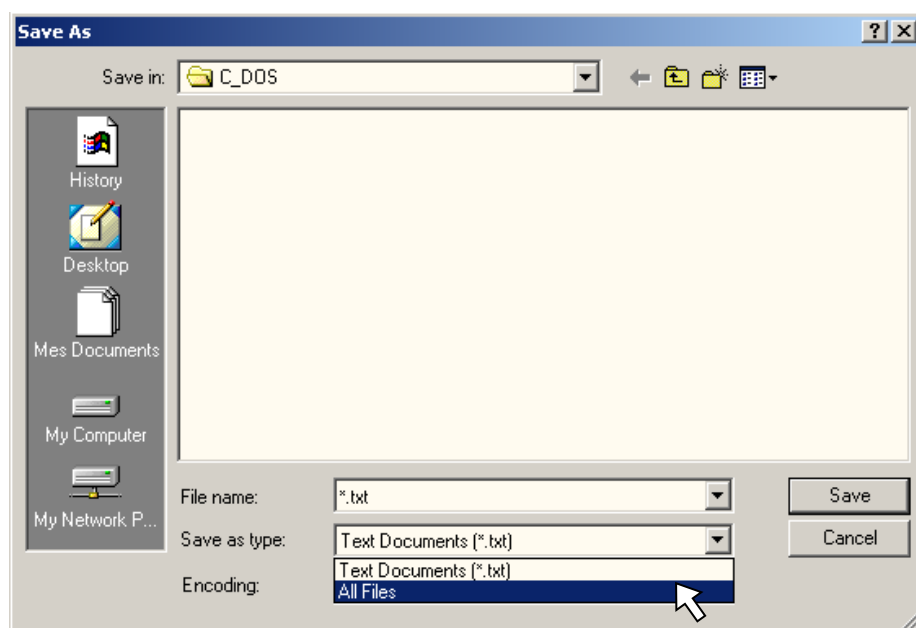 Save As
Save in:
C_DOS
History
Desktop
Mes Documents
My Computer
My Network P...
File name:
*.txt
Save
Save as type:
Text Documents (*.txt)
Cancel
Text Documents (*.txt)
Encoding:
All Files